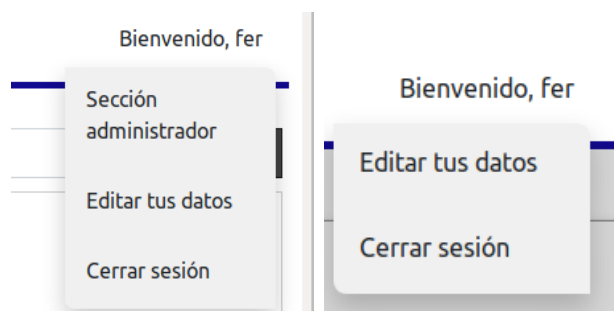 Bienvenido, fer
Sección
administrador
Editar tus datos
Cerrar sesión
Bienvenido, fer
Editar tus datos
Cerrar sesión